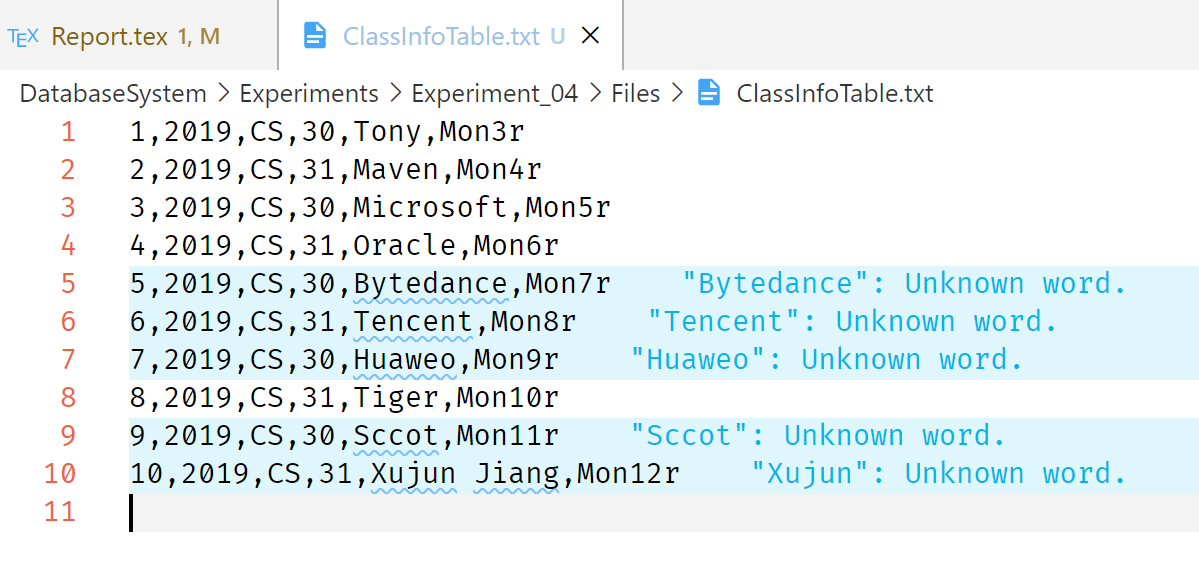 TEX Report.tex 1, M ClassInfoTable.txt U
DatabaseSystem > Experiments > Experiment_04 > Files > ClassInfoTable.txt
1 1,2019,CS,30,Tony,Mon3r
2 2,2019,CS,31,Maven,Mon4r
3 3,2019,CS,30,Microsoft,Mon5r
4 4,2019,CS,31,Oracle,Mon6r
5 5,2019,CS,30,Bytedance,Mon7r "Bytedance": Unknown word.
6 6,2019,CS,31,Tencent,Mon8r "Tencent": Unknown word.
7 7,2019,CS,30,Huaweo,Mon9r "Huaweo": Unknown word.
8 8,2019,CS,31,Tiger,Mon10r
9 9,2019,CS,30,Sccot,Mon11r "Sccot": Unknown word.
10 10,2019,CS,31,Xujun Jiang,Mon12r "Xujun": Unknown word.
11